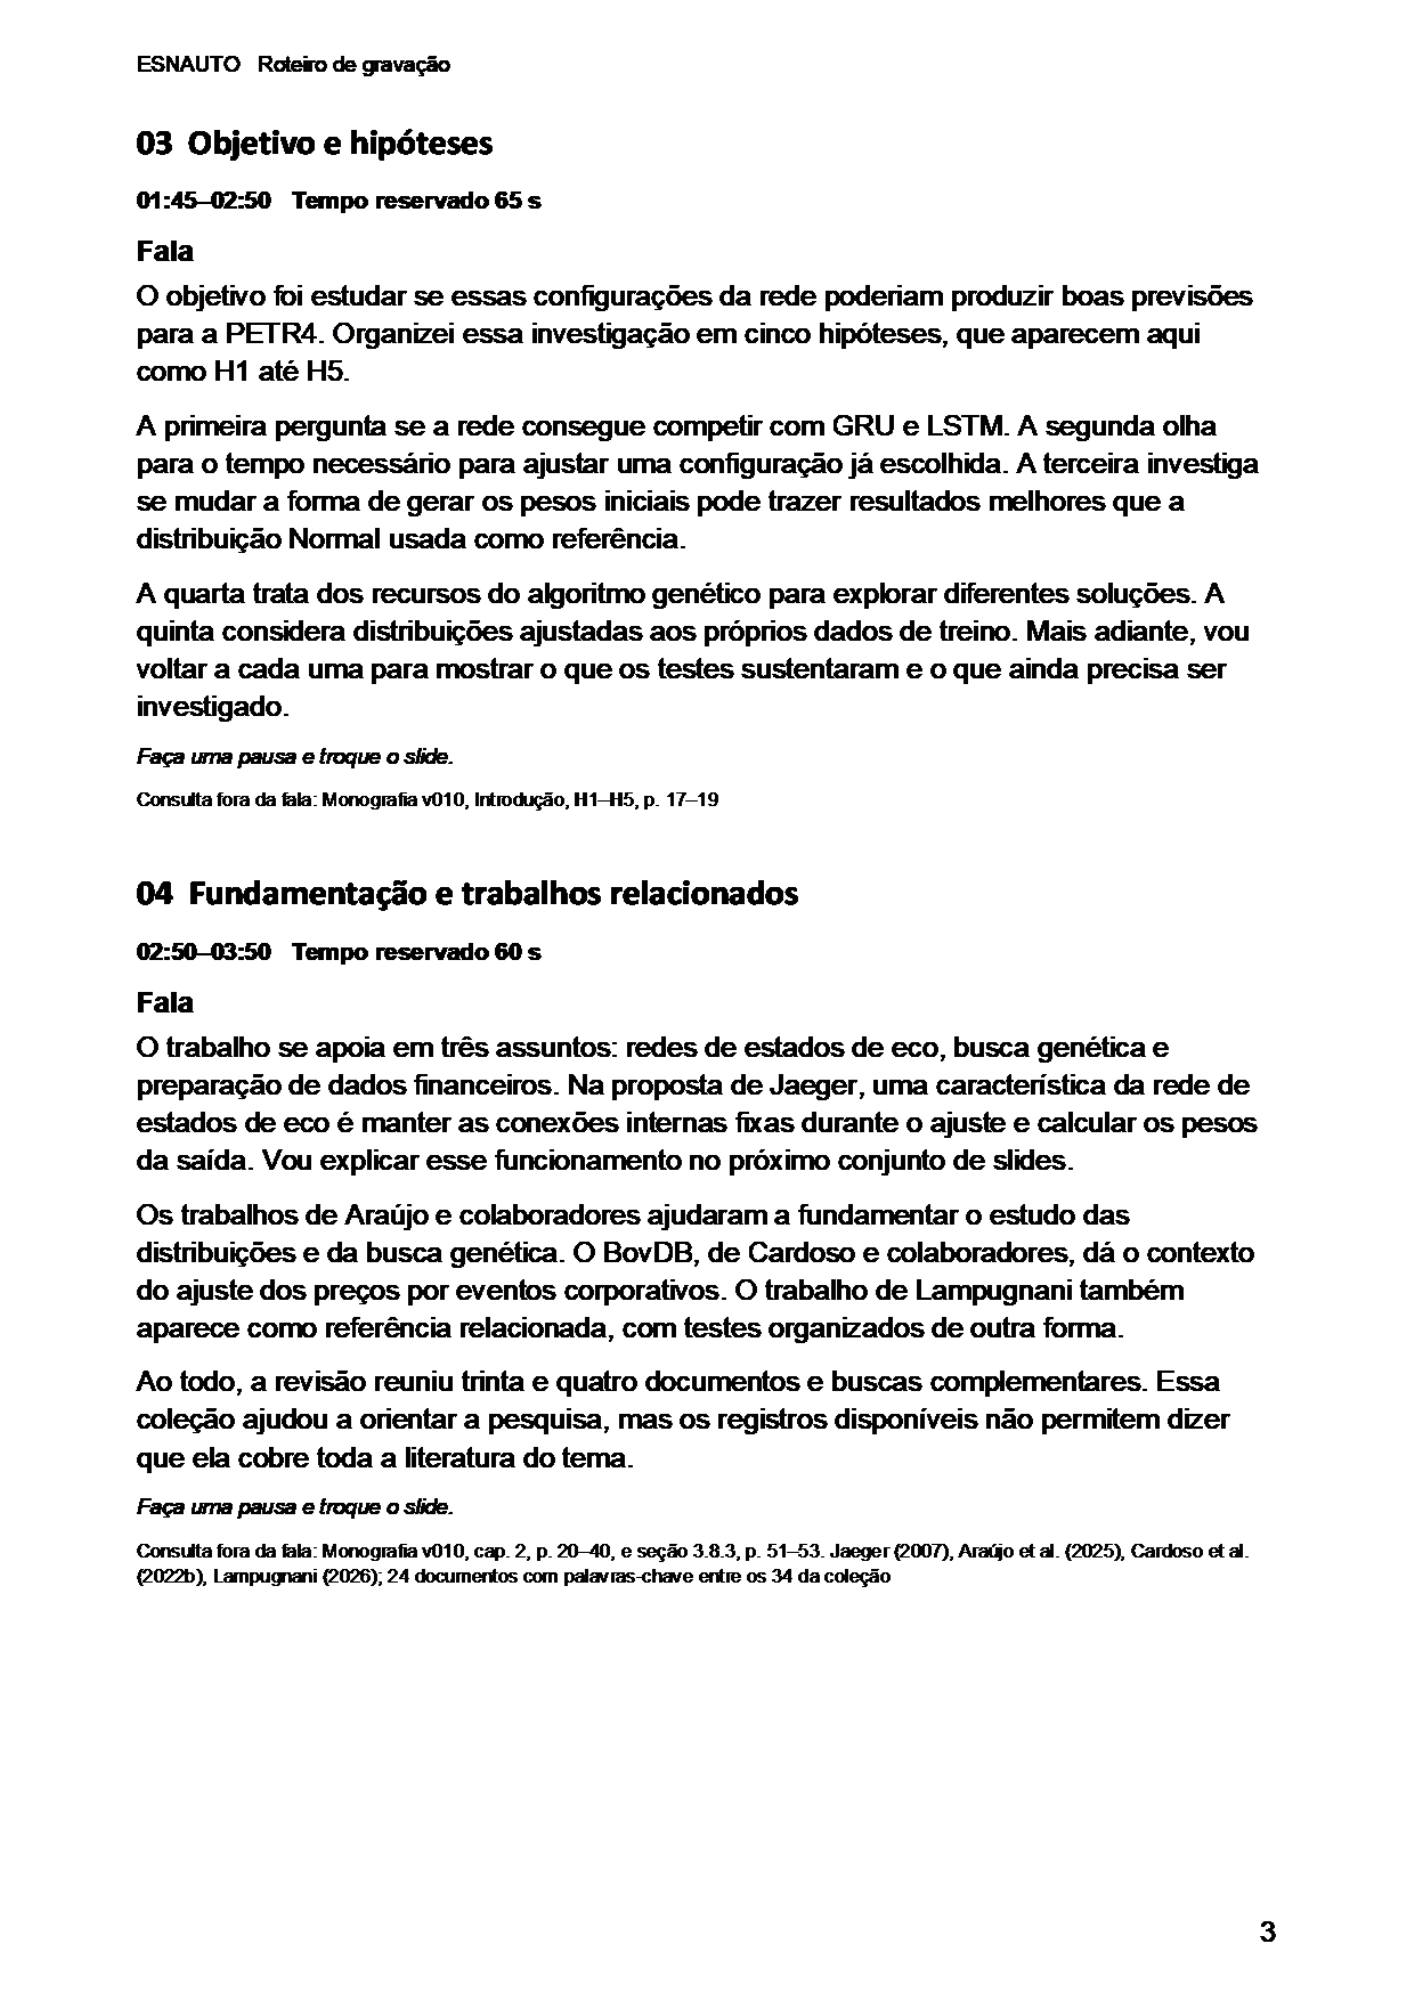 ESNAUTO Roteiro de gravação
03 Objetivo e hipóteses
01:45–02:50 Tempo reservado 65 s
Fala
O objetivo foi estudar se essas configurações da rede poderiam produzir boas previsões
para a PETR4. Organizei essa investigação em cinco hipóteses, que aparecem aqui
como H1 até H5.
A primeira pergunta se a rede consegue competir com GRU e LSTM. A segunda olha
para o tempo necessário para ajustar uma configuração já escolhida. A terceira investiga
se mudar a forma de gerar os pesos iniciais pode trazer resultados melhores que a
distribuição Normal usada como referência.
A quarta trata dos recursos do algoritmo genético para explorar diferentes soluções. A
quinta considera distribuições ajustadas aos próprios dados de treino. Mais adiante, vou
voltar a cada uma para mostrar o que os testes sustentaram e o que ainda precisa ser
investigado.
Faça uma pausa e troque o slide.
Consulta fora da fala: Monografia v010, Introdução, H1–H5, p. 17–19
04 Fundamentação e trabalhos relacionados
02:50–03:50 Tempo reservado 60 s
Fala
O trabalho se apoia em três assuntos: redes de estados de eco, busca genética e
preparação de dados financeiros. Na proposta de Jaeger, uma característica da rede de
estados de eco é manter as conexões internas fixas durante o ajuste e calcular os pesos
da saída. Vou explicar esse funcionamento no próximo conjunto de slides.
Os trabalhos de Araújo e colaboradores ajudaram a fundamentar o estudo das
distribuições e da busca genética. O BovDB, de Cardoso e colaboradores, dá o contexto
do ajuste dos preços por eventos corporativos. O trabalho de Lampugnani também
aparece como referência relacionada, com testes organizados de outra forma.
Ao todo, a revisão reuniu trinta e quatro documentos e buscas complementares. Essa
coleção ajudou a orientar a pesquisa, mas os registros disponíveis não permitem dizer
que ela cobre toda a literatura do tema.
Faça uma pausa e troque o slide.
Consulta fora da fala: Monografia v010, cap. 2, p. 20–40, e seção 3.8.3, p. 51–53. Jaeger (2007), Araújo et al. (2025), Cardoso et al.
(2022b), Lampugnani (2026); 24 documentos com palavras-chave entre os 34 da coleção
3